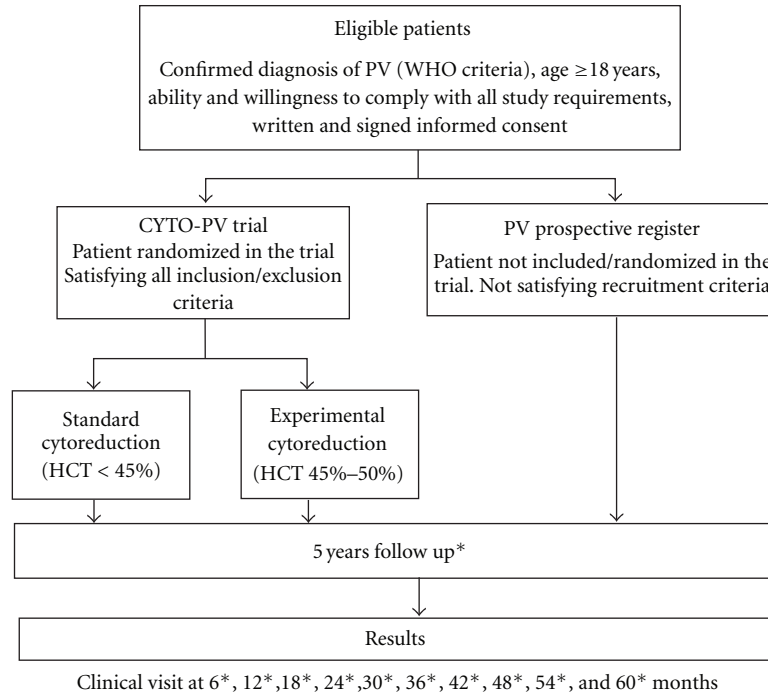 Eligible patients
Confirmed diagnosis of PV (WHO criteria), age ≥18 years,
ability and willingness to comply with all study requirements,
written and signed informed consent
CYTO-PV trial
Patient randomized in the trial
Satisfying all inclusion/exclusion
criteria
PV prospective register
Patient not included/randomized in the
trial. Not satisfying recruitment criteria
Standard
cytoreduction
(HCT < 45%)
Experimental
cytoreduction
(HCT 45%–50%)
5 years follow up*
Results
Clinical visit at 6*, 12*,18*, 24*,30*, 36*, 42*, 48*, 54*, and 60* months